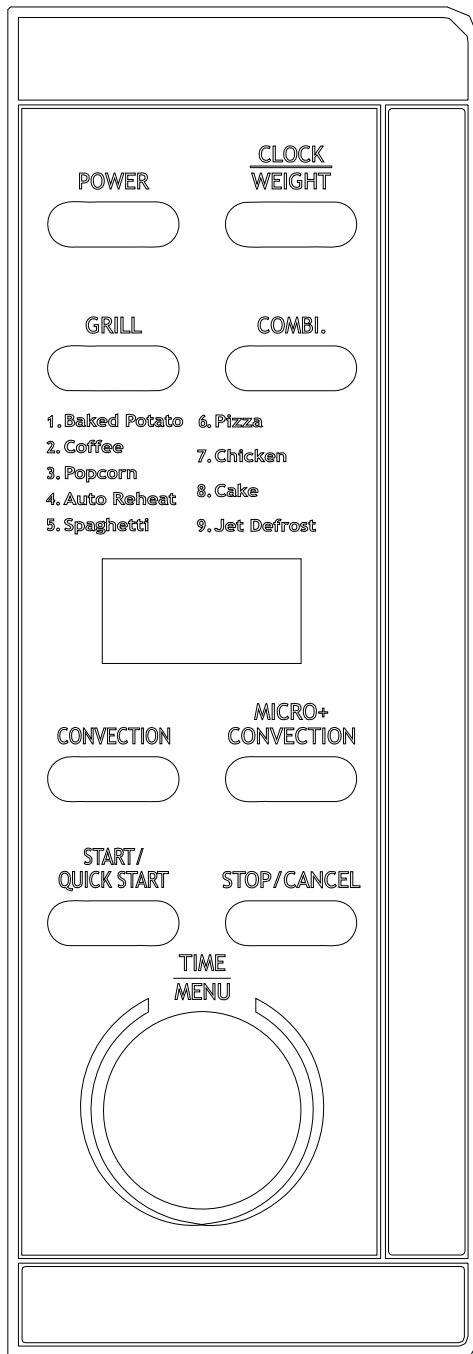 POWER
CLOCK
WEIGHT
GRILL
COMBI.
1. Baked Potato
2. Coffee
3. Popcorn
4. Auto Reheat
5. Spaghetti
6. Pizza
7. Chicken
8. Cake
9. Jet Defrost
CONVECTION
MICRO+
CONVECTION
START/
QUICK START
STOP/CANCEL
TIME
MENU